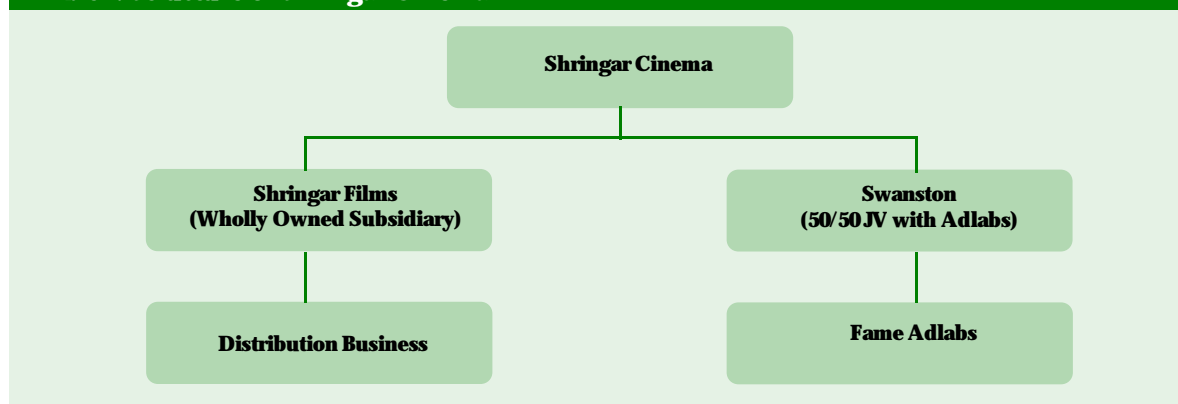 Shringar Cinema
Shringar Films
(Wholly Owned Subsidiary)
Swanston
(50/50 JV with Adlabs)
Distribution Business
Fame Adlabs